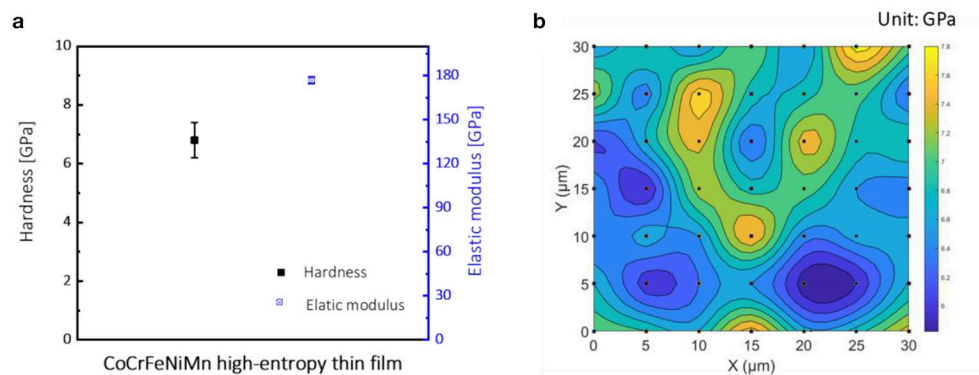 a
10
8
6
4
2
0
Hardness [GPa]
180
150
120
90
60
30
0
Elastic modulus [GPa]
Hardness
Elatic modulus
CoCrFeNiMn high-entropy thin film
b
Unit: GPa
30
25
20
15
10
5
0
Y (μm)
0 5 10 15 20 25 30
X (μm)
7.8
7.6
7.4
7.2
7
6.8
6.6
6.4
6.2
6